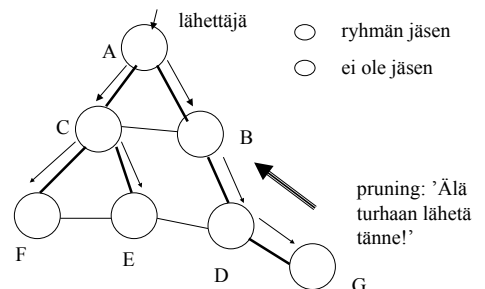 lähettäjä
ryhmän jäsen
A
ei ole jäsen
C
B
pruning: 'Älä
turhaan lähetä
tänne!'
F
E
D
G